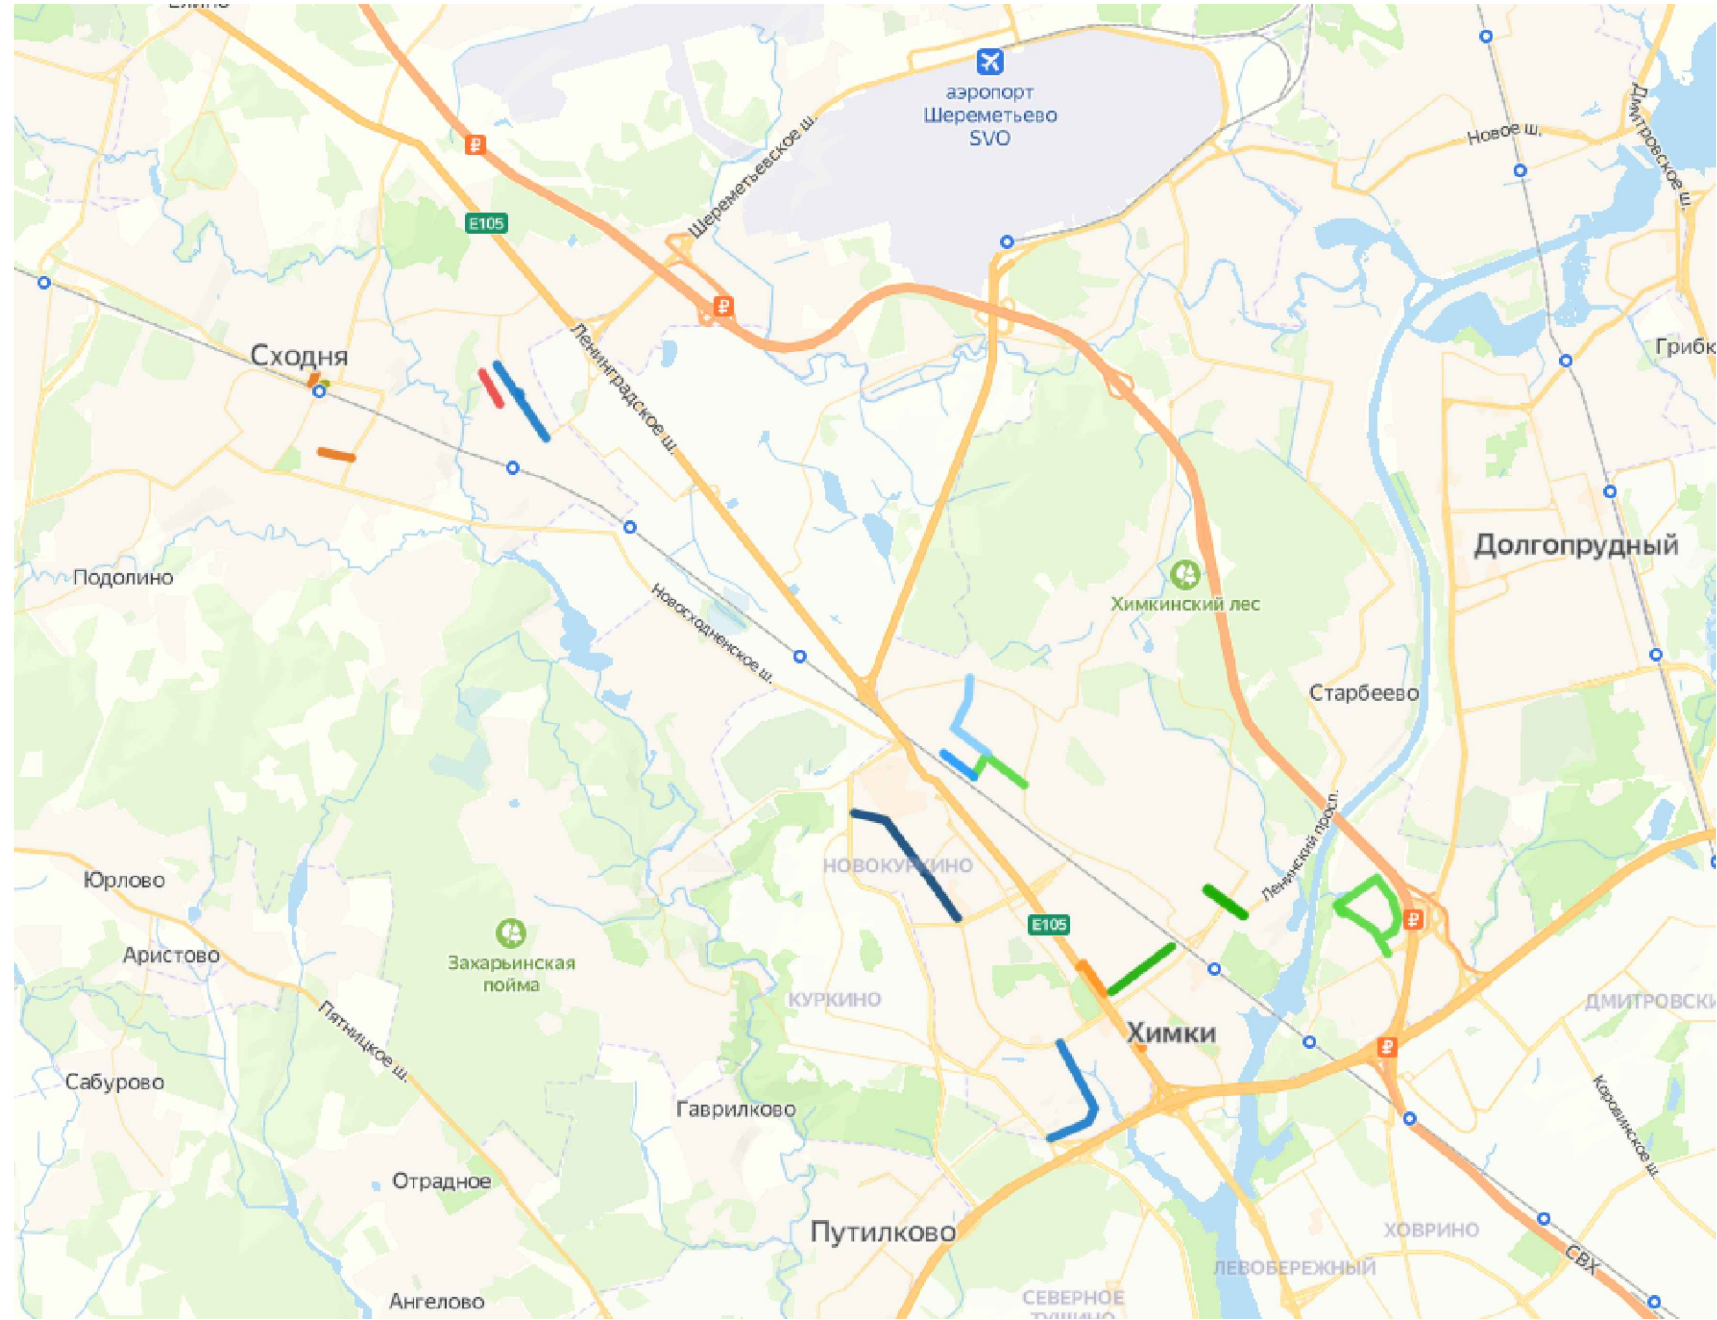 аэропорт
Шереметьево
SVO
Шереметьевское ш.
Новое ш.
Дмитровское ш.
E105
Сходня
Ленинградское ш.
Грибк
Долгопрудный
Подолино
Химкинский лес
Новосходненское ш.
Старбеево
Ленинский просп.
НОВОКУРКИНО
Юрлово
E105
Аристово
Захарьинская
пойма
КУРКИНО
ДМИТРОВСКИ
Химки
Пятницкое ш.
Сабурово
Гаврилково
Коровинское ш.
Отрадное
Путилково
ХОВРИНО
СВХ
ЛЕВОБЕРЕЖНЫЙ
Ангелово
СЕВЕРНОЕ
ТУШИНО